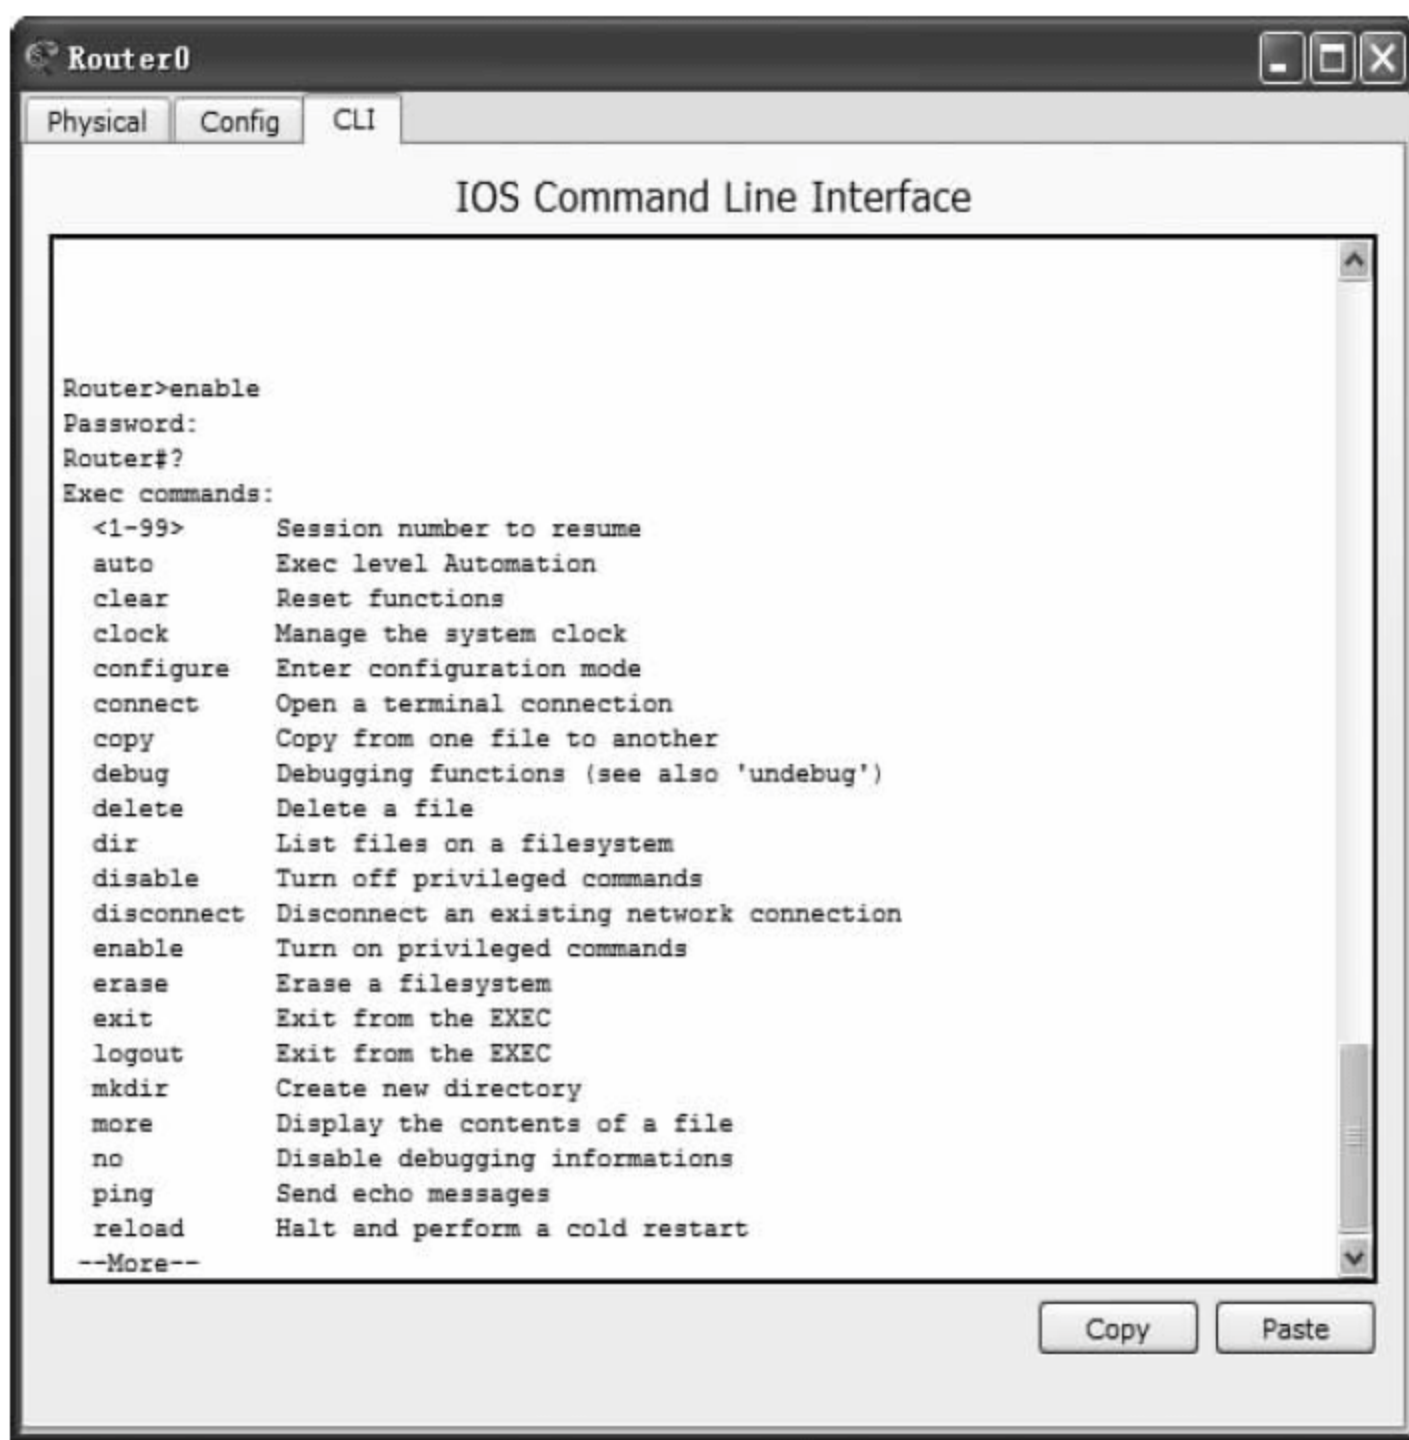 Router0
Physical Config CLI
IOS Command Line Interface
Router>enable
Password:
Router#?
Exec commands:
  <1-99>      Session number to resume
  auto        Exec level Automation
  clear       Reset functions
  clock       Manage the system clock
  configure   Enter configuration mode
  connect     Open a terminal connection
  copy        Copy from one file to another
  debug       Debugging functions (see also 'undebug')
  delete      Delete a file
  dir         List files on a filesystem
  disable     Turn off privileged commands
  disconnect  Disconnect an existing network connection
  enable      Turn on privileged commands
  erase       Erase a filesystem
  exit        Exit from the EXEC
  logout      Exit from the EXEC
  mkdir       Create new directory
  more        Display the contents of a file
  no          Disable debugging informations
  ping        Send echo messages
  reload      Halt and perform a cold restart
 --More--
Copy Paste